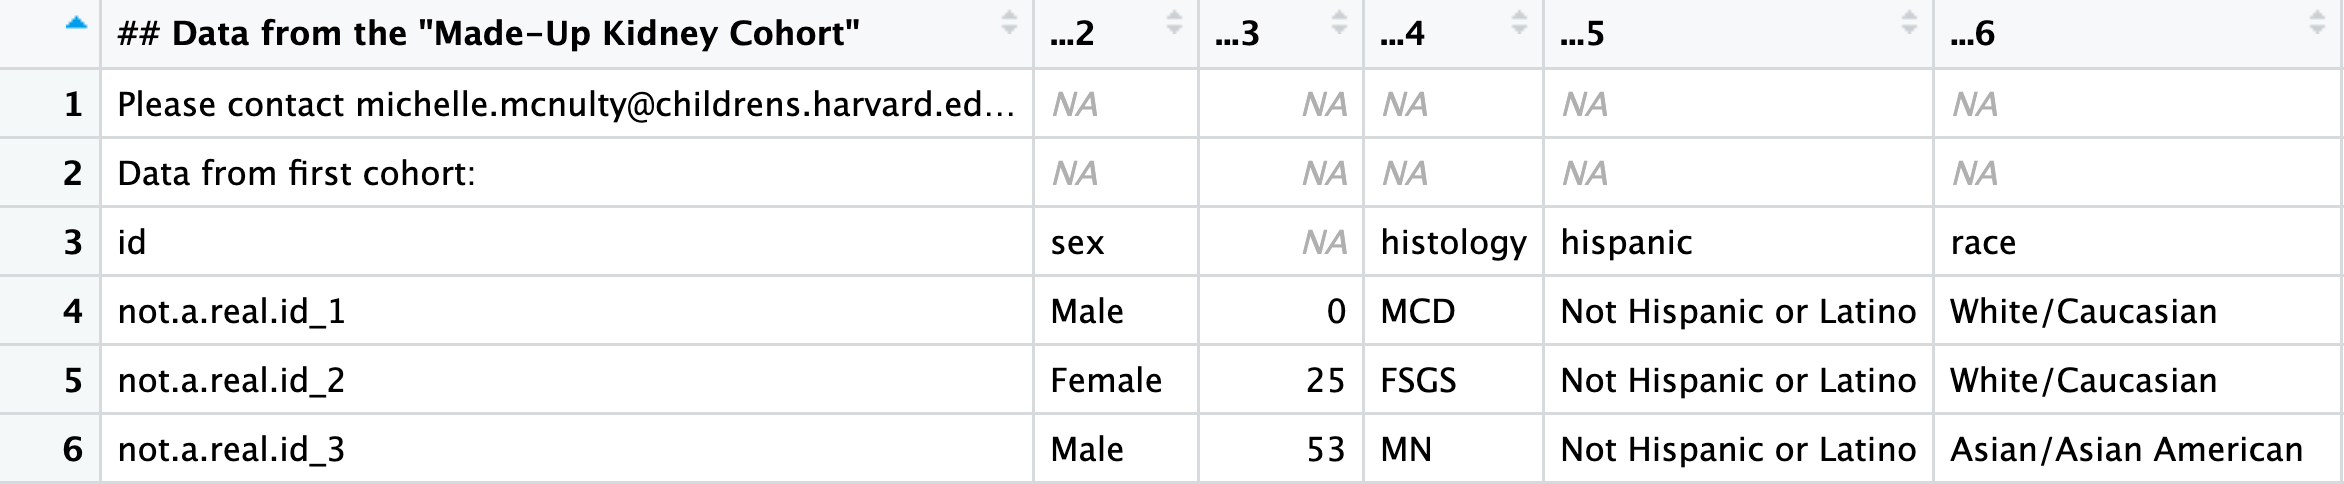 ## Data from the "Made-Up Kidney Cohort" ...2 ...3 ...4 ...5 ...6
1 Please contact michelle.mcnulty@childrens.harvard.ed... NA NA NA NA NA
2 Data from first cohort: NA NA NA NA NA
3 id sex NA histology hispanic race
4 not.a.real.id_1 Male 0 MCD Not Hispanic or Latino White/Caucasian
5 not.a.real.id_2 Female 25 FSGS Not Hispanic or Latino White/Caucasian
6 not.a.real.id_3 Male 53 MN Not Hispanic or Latino Asian/Asian American